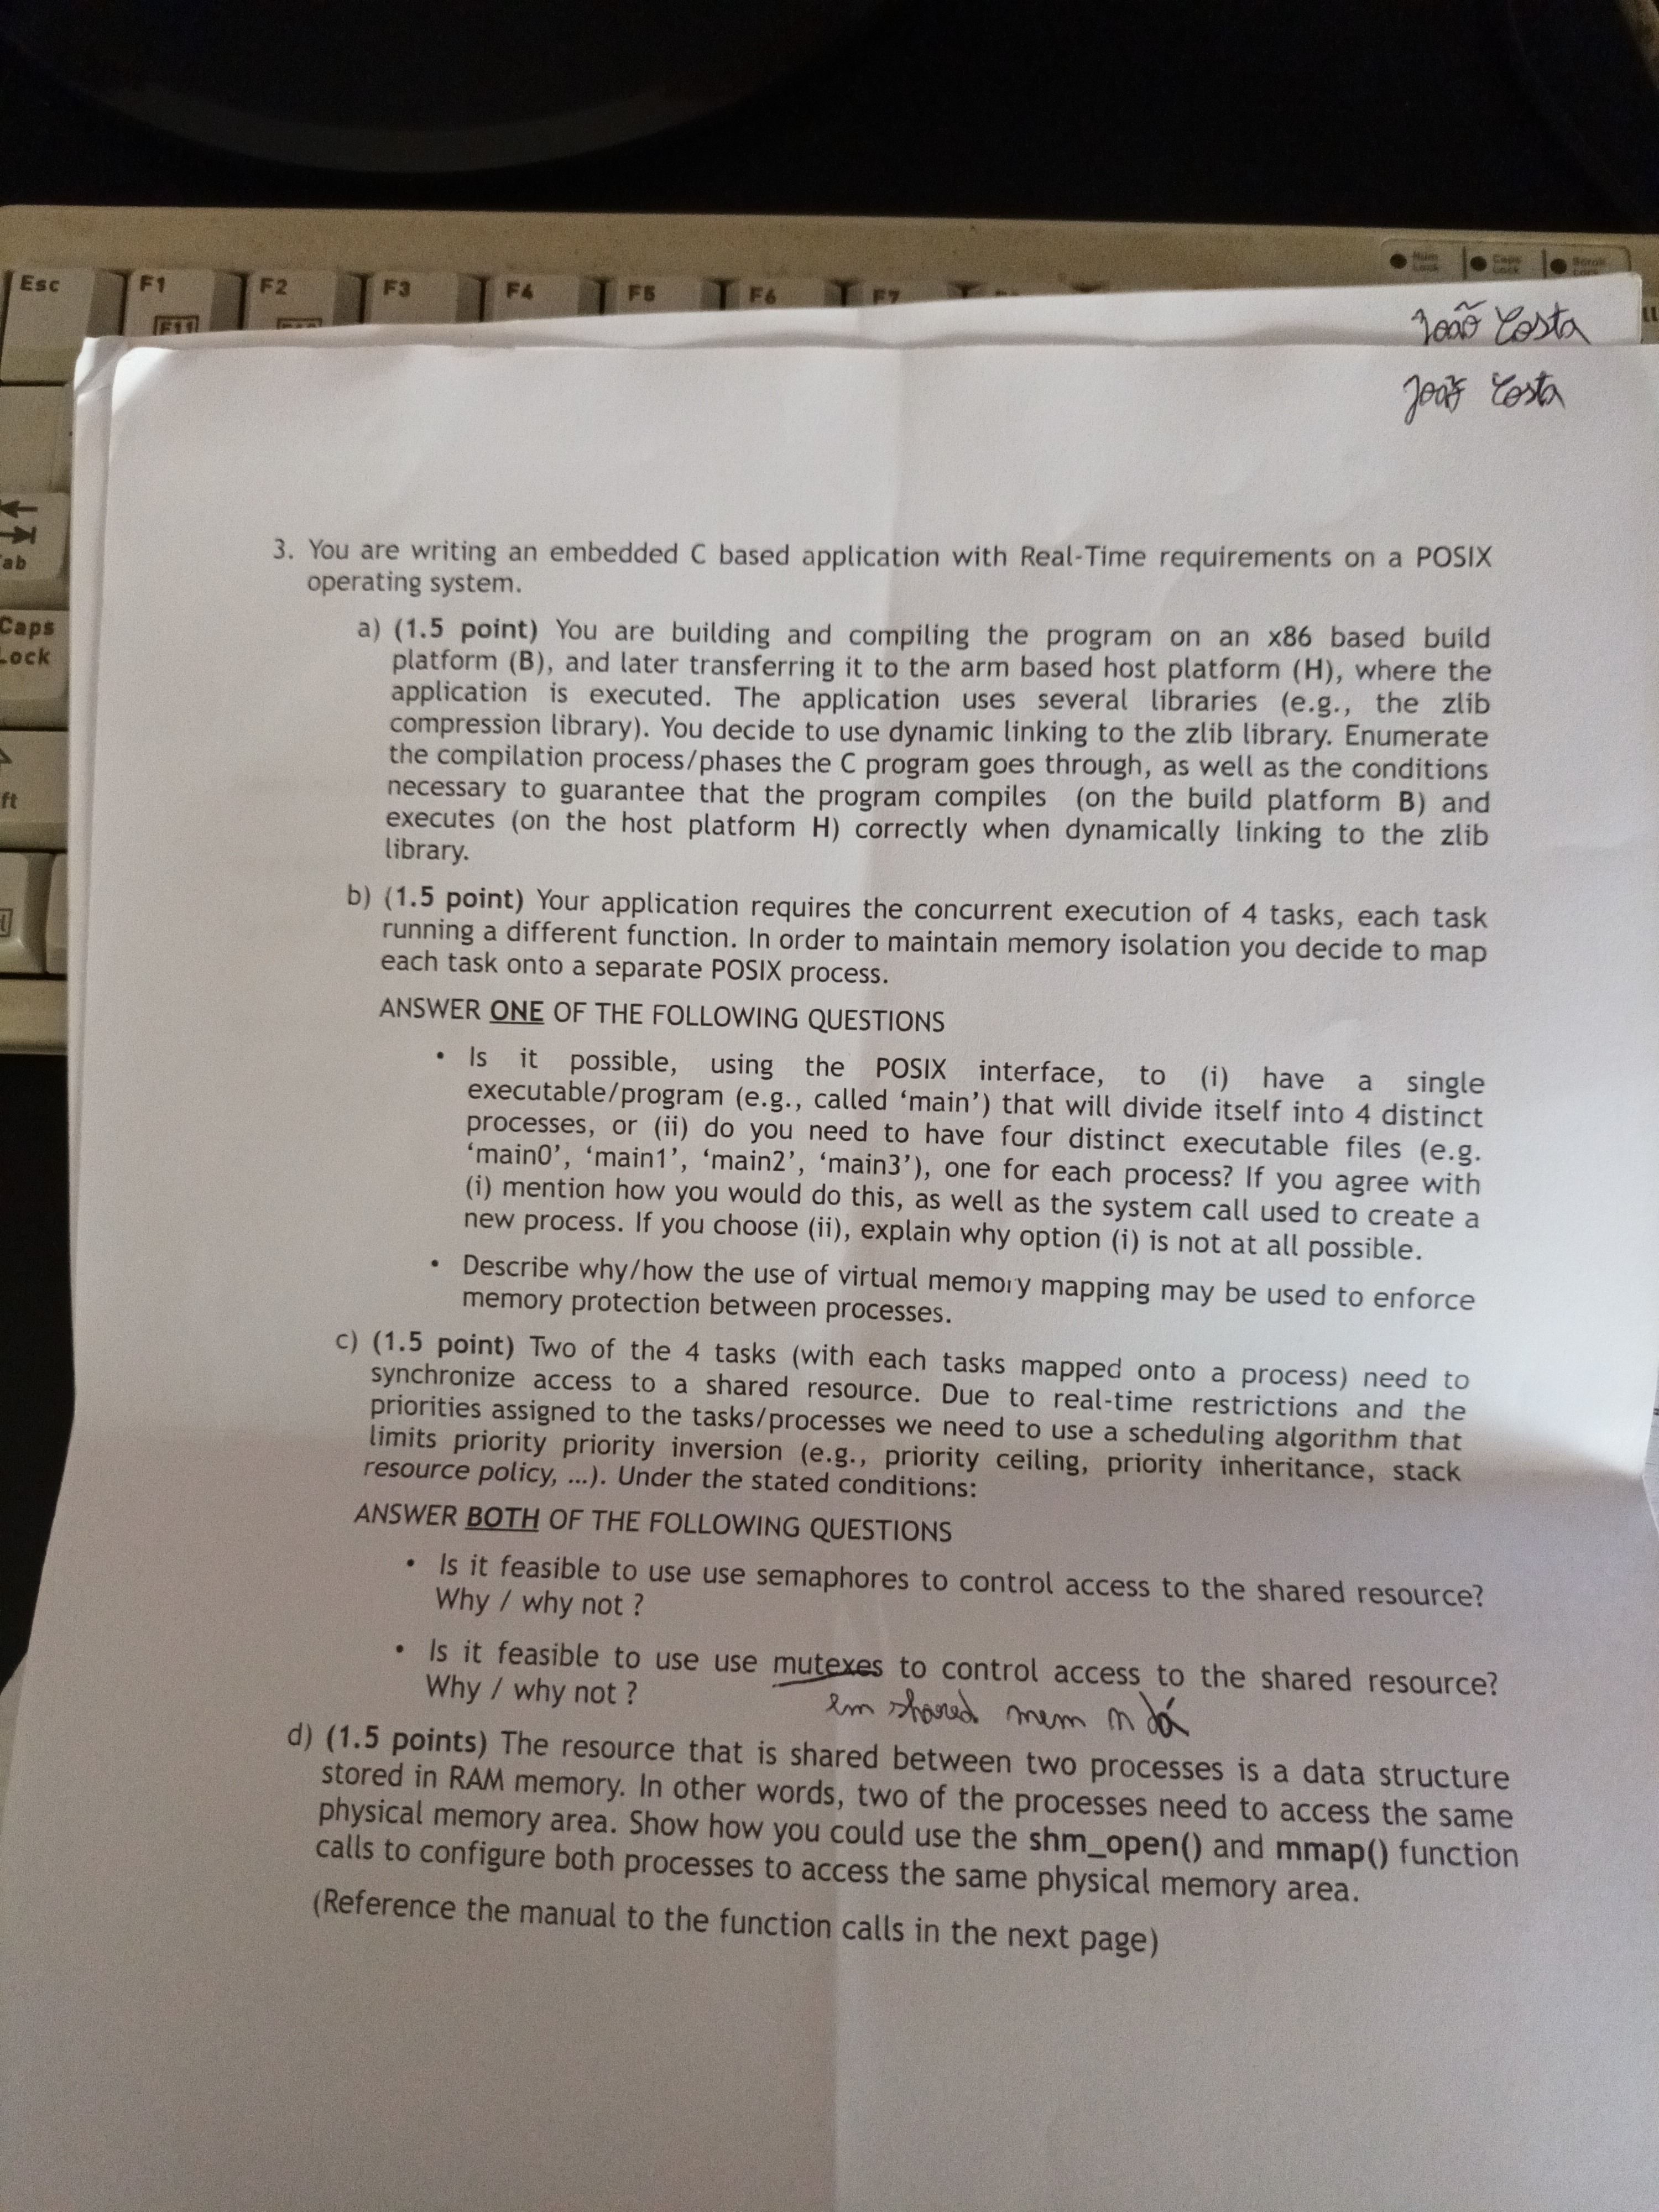 Esc F1 F2 F3 F4 F5 F6 F7
F11
Num Lock Caps Lock Scroll
João Costa
João Costa
ab
Caps
Lock
ft
3. You are writing an embedded C based application with Real-Time requirements on a POSIX
operating system.
a) (1.5 point) You are building and compiling the program on an x86 based build
platform (B), and later transferring it to the arm based host platform (H), where the
application is executed. The application uses several libraries (e.g., the zlib
compression library). You decide to use dynamic linking to the zlib library. Enumerate
the compilation process/phases the C program goes through, as well as the conditions
necessary to guarantee that the program compiles (on the build platform B) and
executes (on the host platform H) correctly when dynamically linking to the zlib
library.
b) (1.5 point) Your application requires the concurrent execution of 4 tasks, each task
running a different function. In order to maintain memory isolation you decide to map
each task onto a separate POSIX process.
ANSWER ONE OF THE FOLLOWING QUESTIONS
• Is it possible, using the POSIX interface, to (i) have a single
executable/program (e.g., called ‘main’) that will divide itself into 4 distinct
processes, or (ii) do you need to have four distinct executable files (e.g.
‘main0’, ‘main1’, ‘main2’, ‘main3’), one for each process? If you agree with
(i) mention how you would do this, as well as the system call used to create a
new process. If you choose (ii), explain why option (i) is not at all possible.
• Describe why/how the use of virtual memory mapping may be used to enforce
memory protection between processes.
c) (1.5 point) Two of the 4 tasks (with each tasks mapped onto a process) need to
synchronize access to a shared resource. Due to real-time restrictions and the
priorities assigned to the tasks/processes we need to use a scheduling algorithm that
limits priority priority inversion (e.g., priority ceiling, priority inheritance, stack
resource policy, ...). Under the stated conditions:
ANSWER BOTH OF THE FOLLOWING QUESTIONS
• Is it feasible to use use semaphores to control access to the shared resource?
Why / why not ?
• Is it feasible to use use mutexes to control access to the shared resource?
Why / why not ?
em shared mem n dá
d) (1.5 points) The resource that is shared between two processes is a data structure
stored in RAM memory. In other words, two of the processes need to access the same
physical memory area. Show how you could use the shm_open() and mmap() function
calls to configure both processes to access the same physical memory area.
(Reference the manual to the function calls in the next page)